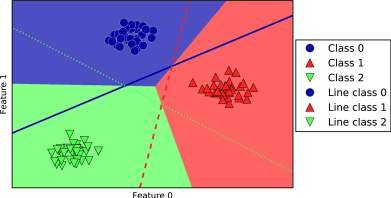 Feature 1
Feature 0
Class 0
Class 1
Class 2
Line class 0
Line class 1
Line class 2